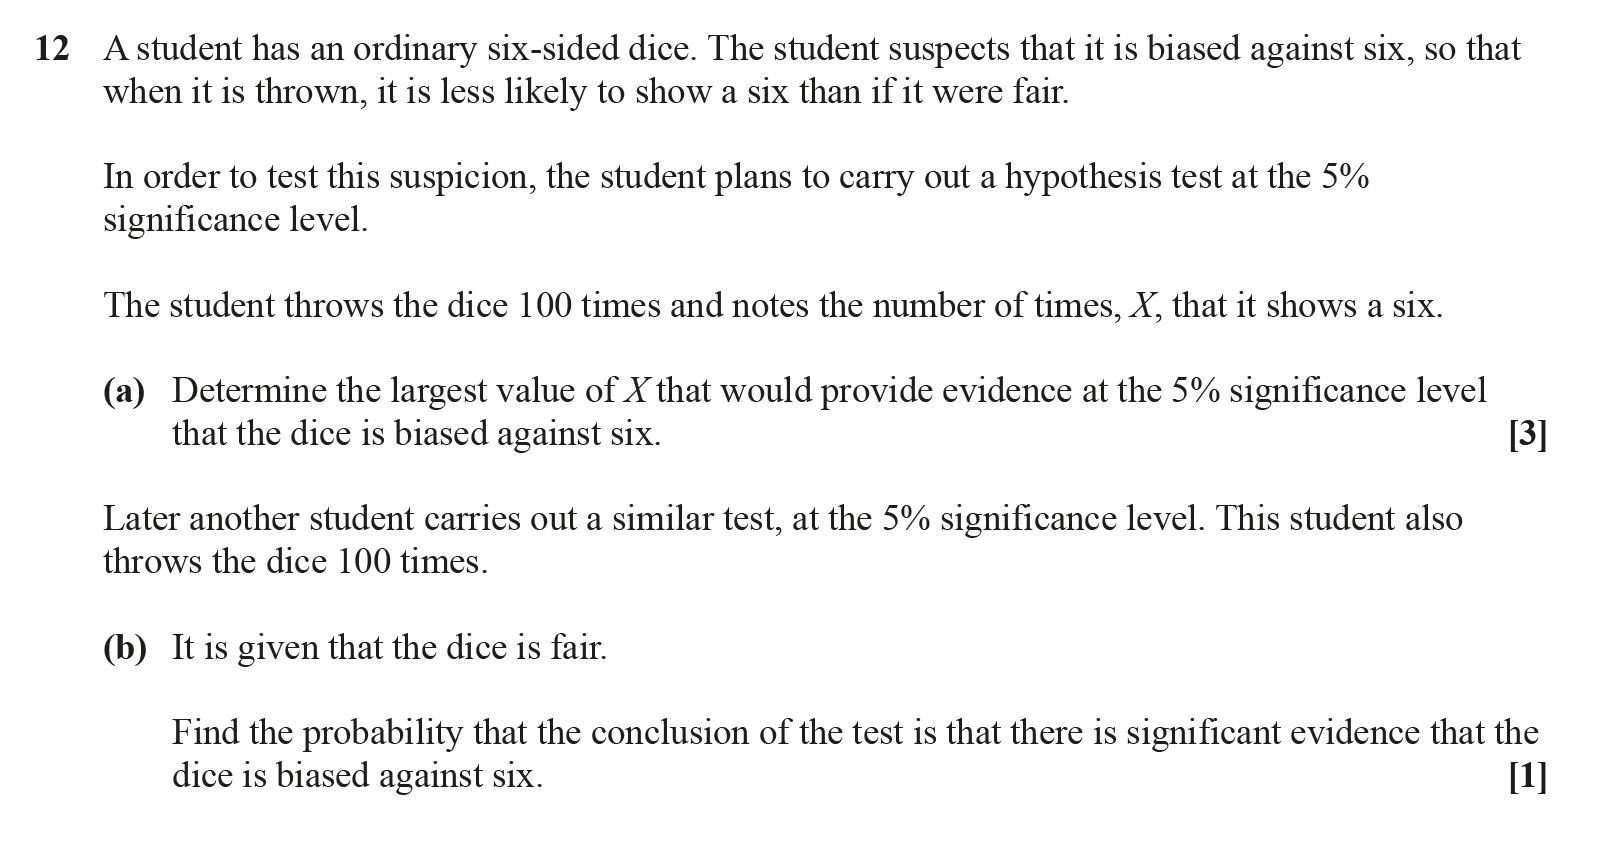 12 A student has an ordinary six-sided dice. The student suspects that it is biased against six, so that
when it is thrown, it is less likely to show a six than if it were fair.
In order to test this suspicion, the student plans to carry out a hypothesis test at the 5%
significance level.
The student throws the dice 100 times and notes the number of times, X, that it shows a six.
(a) Determine the largest value of X that would provide evidence at the 5% significance level
that the dice is biased against six. [3]
Later another student carries out a similar test, at the 5% significance level. This student also
throws the dice 100 times.
(b) It is given that the dice is fair.
Find the probability that the conclusion of the test is that there is significant evidence that the
dice is biased against six. [1]